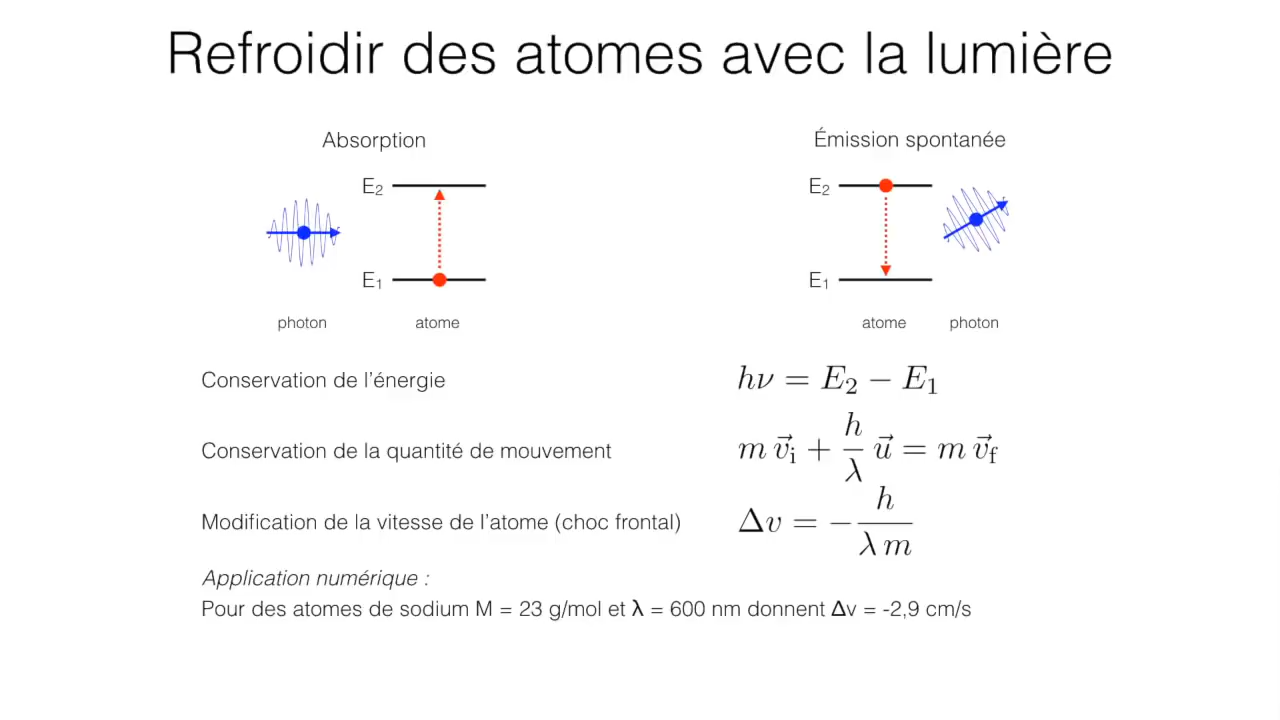 Refroidir des atomes avec la lumière
Absorption
Émission spontanée
E₂
E₁
photon
atome
E₂
E₁
atome
photon
Conservation de l'énergie
hν = E₂ − E₁
Conservation de la quantité de mouvement
m v⃗ᵢ + h/λ u⃗ = m v⃗_f
Modification de la vitesse de l'atome (choc frontal)
Δv = − h/(λ m)
Application numérique :
Pour des atomes de sodium M = 23 g/mol et λ = 600 nm donnent Δv = -2,9 cm/s